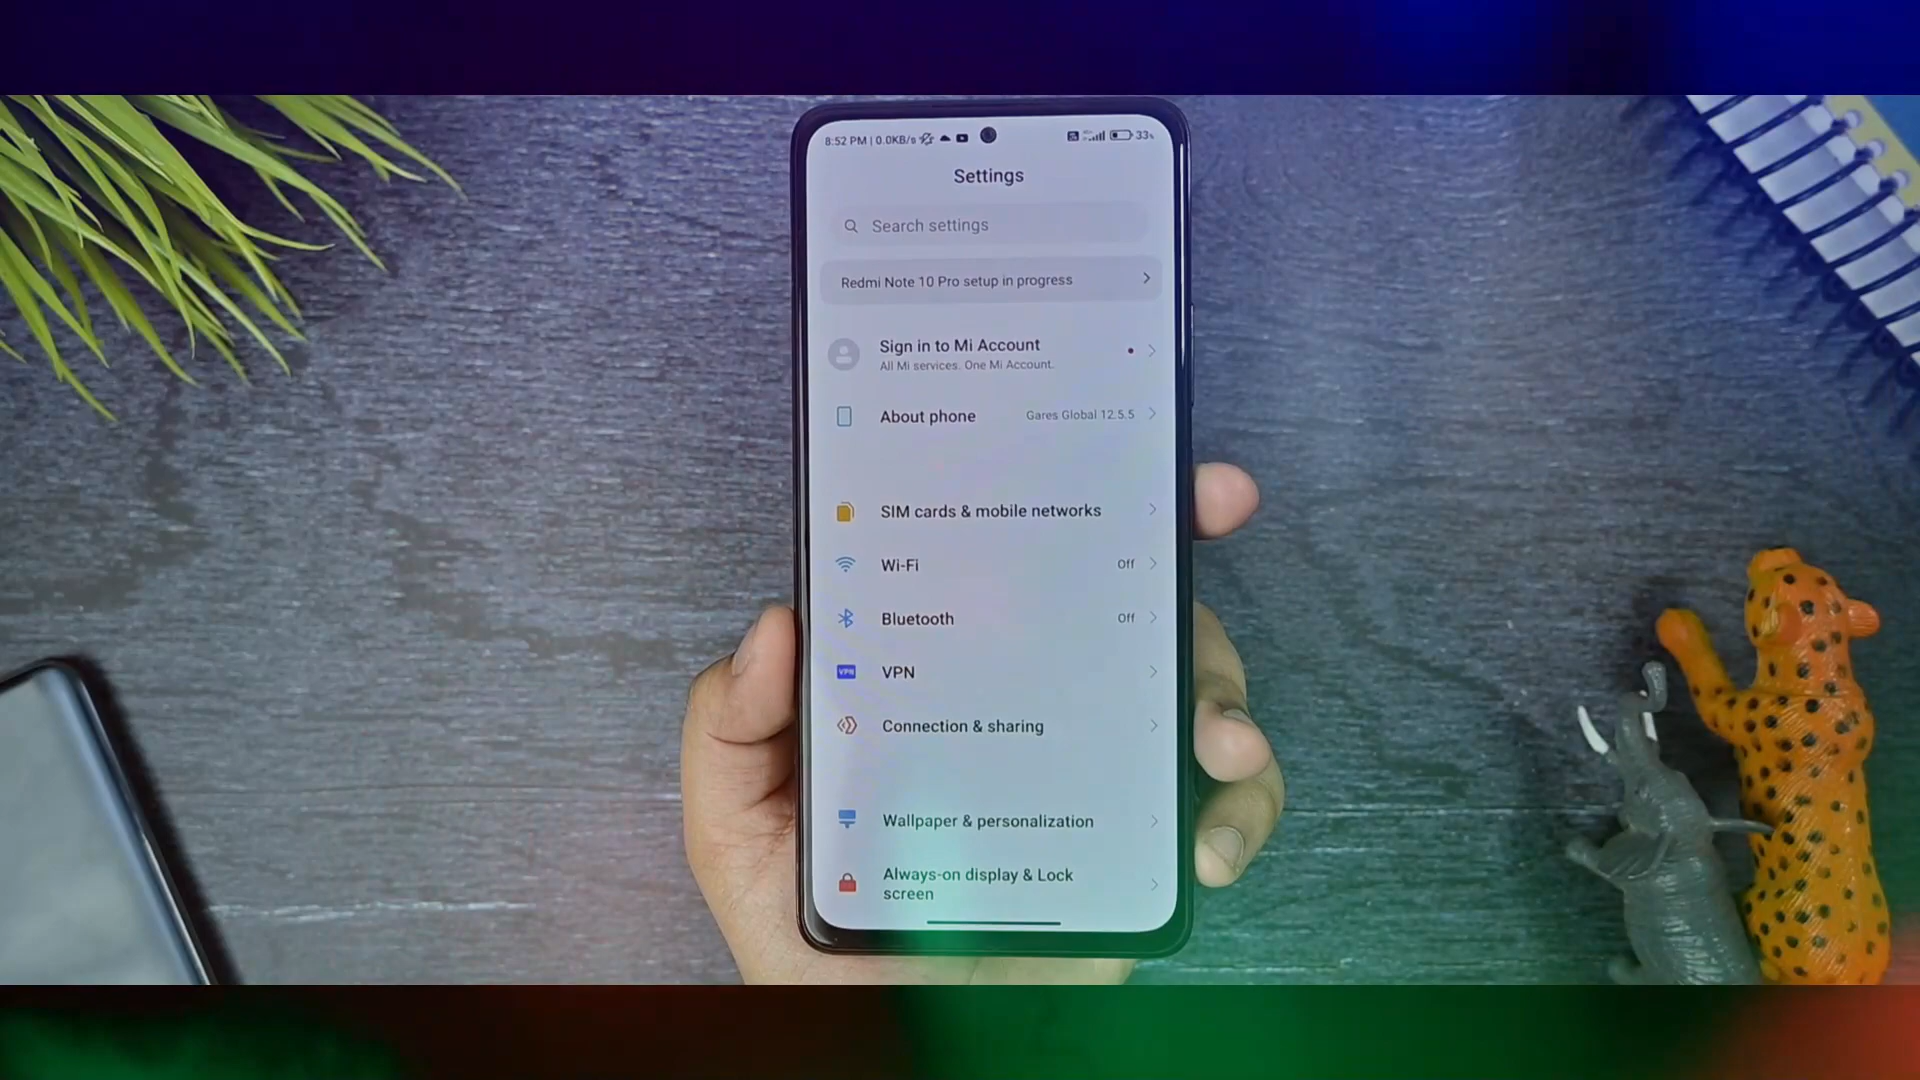 8:52 PM | 0.0KB/s
33%
Settings
Search settings
Redmi Note 10 Pro setup in progress
Sign in to Mi Account
All Mi services. One Mi Account.
About phone
Gares Global 12.5.5
SIM cards & mobile networks
Wi-Fi
Off
Bluetooth
Off
VPN
VPN
Connection & sharing
Wallpaper & personalization
Always-on display & Lock
screen